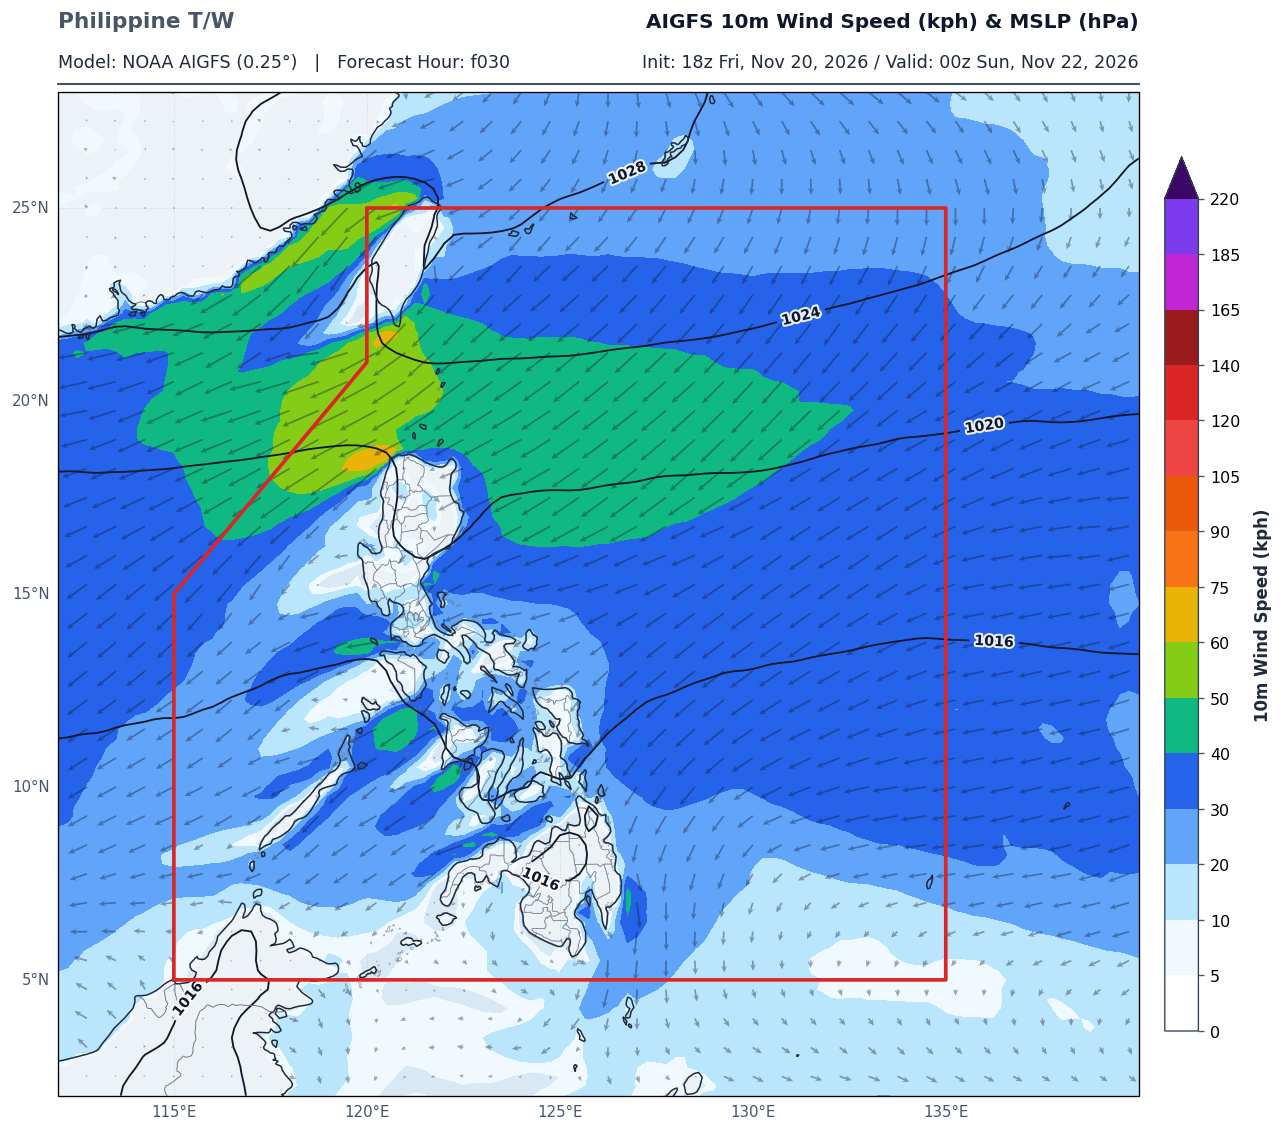 Philippine T/W
AIGFS 10m Wind Speed (kph) & MSLP (hPa)
Model: NOAA AIGFS (0.25°) | Forecast Hour: f030
Init: 18z Fri, Nov 20, 2026 / Valid: 00z Sun, Nov 22, 2026
1028
1024
1020
1016
1016
1016
25°N
20°N
15°N
10°N
5°N
115°E
120°E
125°E
130°E
135°E
220
185
165
140
120
105
90
75
60
50
40
30
20
10
5
0
10m Wind Speed (kph)